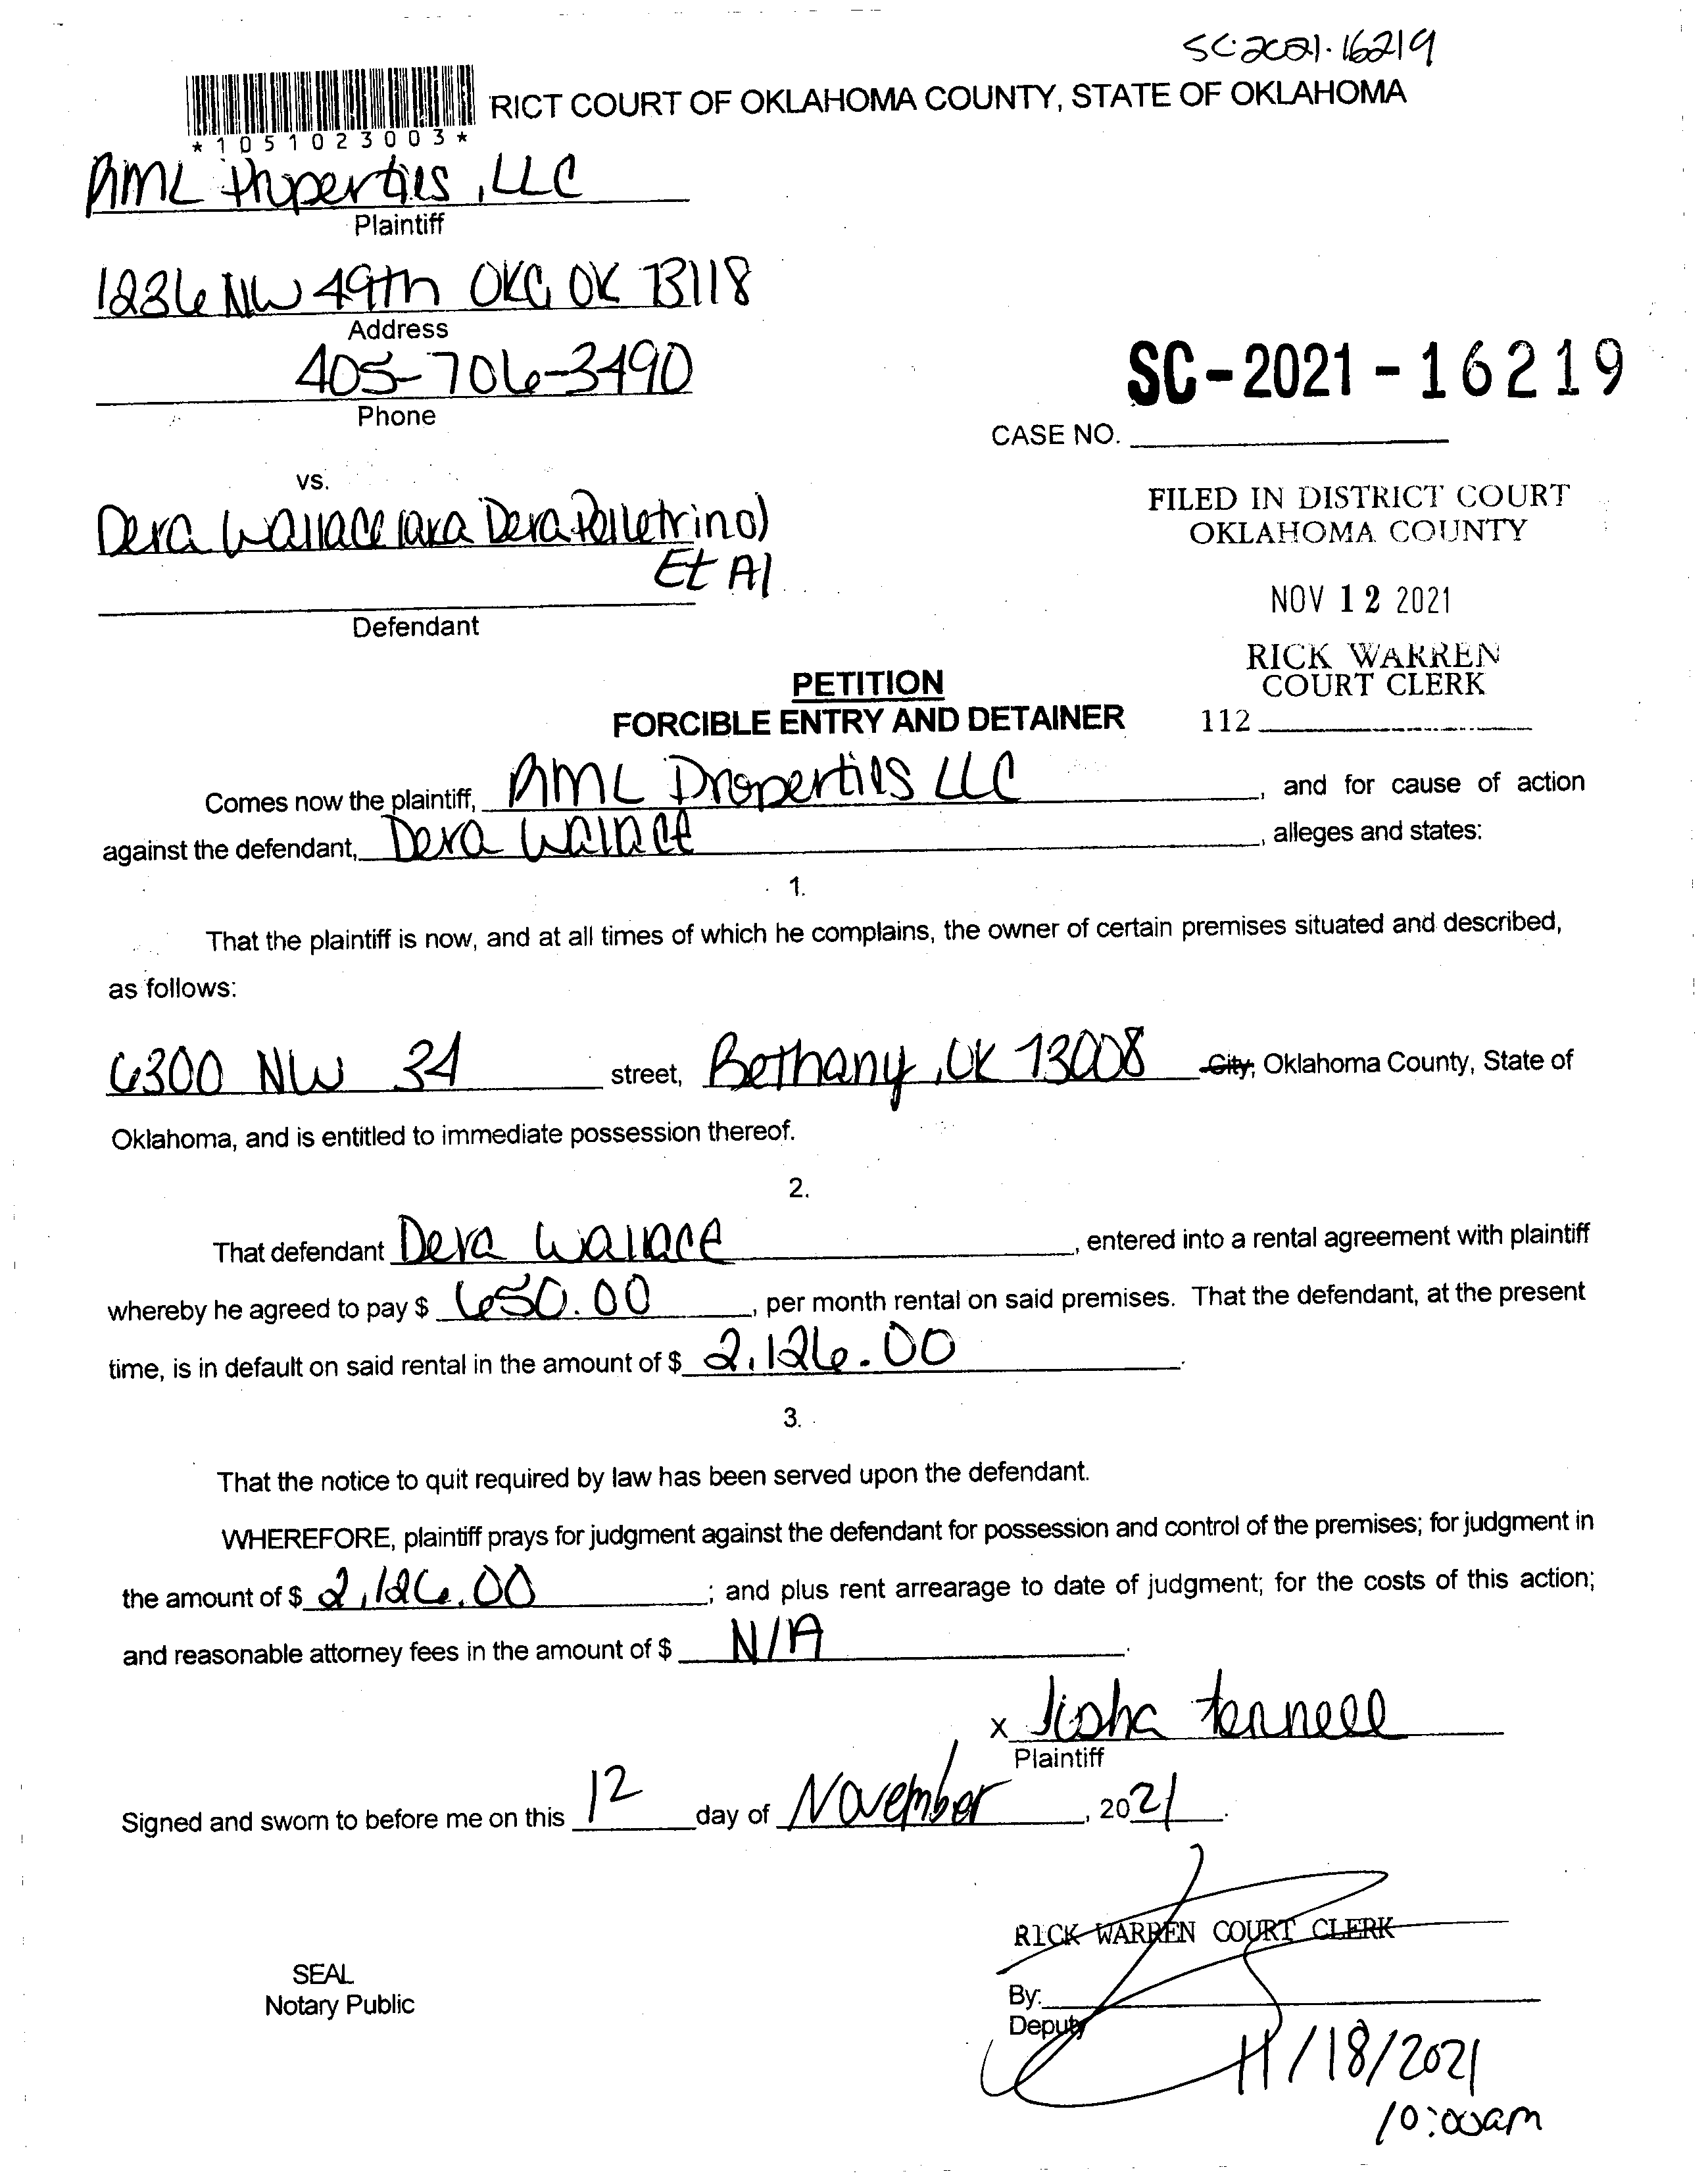 SC-2021-16219
RICT COURT OF OKLAHOMA COUNTY, STATE OF OKLAHOMA
*1051023003*
AML Properties, LLC
Plaintiff
1236 NW 49th OKC, OK 73118
Address
405-706-3490
Phone
SC-2021-16219
CASE NO.
vs.
Dera Wallace (aka Dera Pelletrino)
Et Al
Defendant
FILED IN DISTRICT COURT
OKLAHOMA COUNTY
NOV 12 2021
RICK WARREN
COURT CLERK
112
PETITION
FORCIBLE ENTRY AND DETAINER
Comes now the plaintiff, AML Properties LLC, and for cause of action
against the defendant, Dera Wallace, alleges and states:
1.
That the plaintiff is now, and at all times of which he complains, the owner of certain premises situated and described,
as follows:
6300 NW 34 street, Bethany, OK 73008 City, Oklahoma County, State of
Oklahoma, and is entitled to immediate possession thereof.
2.
That defendant Dera Wallace, entered into a rental agreement with plaintiff
whereby he agreed to pay $ 650.00, per month rental on said premises. That the defendant, at the present
time, is in default on said rental in the amount of $ 2,126.00.
3.
That the notice to quit required by law has been served upon the defendant.
WHEREFORE, plaintiff prays for judgment against the defendant for possession and control of the premises; for judgment in
the amount of $ 2,126.00; and plus rent arrearage to date of judgment; for the costs of this action;
and reasonable attorney fees in the amount of $ N/A.
x
Plaintiff
Signed and sworn to before me on this 12 day of November, 2021.
RICK WARREN COURT CLERK
SEAL
Notary Public
By:
Deputy
11/18/2021
10:00am